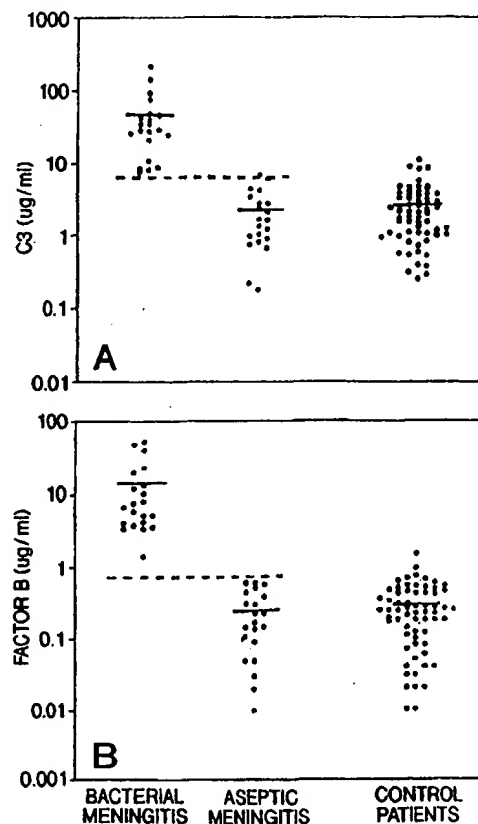 1000
100
10
1
0.1
0.01
C3 (ug/ml)
A
100
10
1
0.1
0.01
0.001
FACTOR B (ug/ml)
B
BACTERIAL MENINGITIS
ASEPTIC MENINGITIS
CONTROL PATIENTS